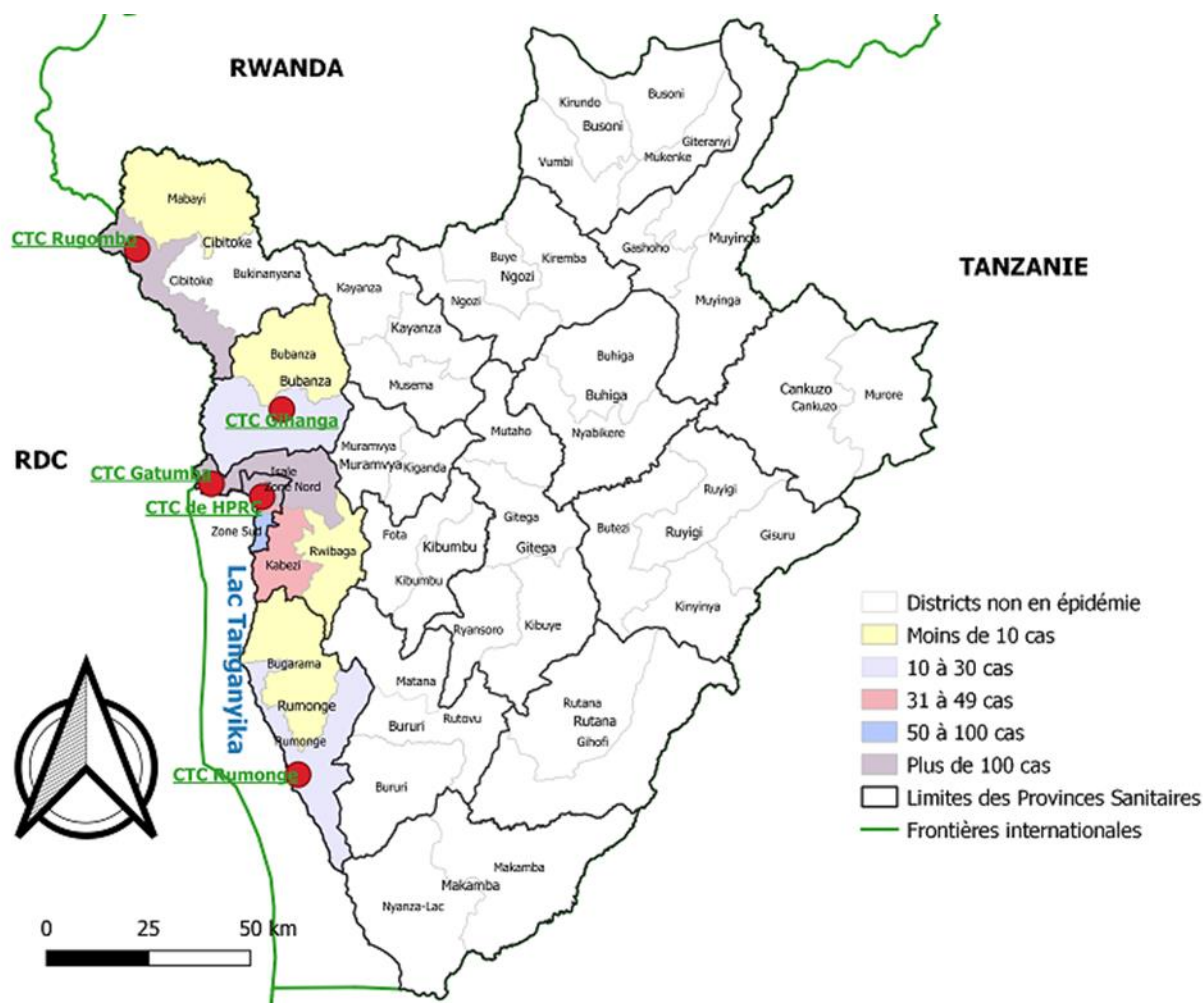 RWANDA
Kirundo
Busoni
Busoni
Giteranyi
Vumbi
Mukenke
Mabayi
CTC Rugombo
Cibitoke
Cibitoke
Bukinanyana
Gashoho
Muyinga
Muyinga
Buye
Kiremba
Ngozi
Ngozi
TANZANIE
Kayanza
Kayanza
Musema
Bubanza
Bubanza
CTC Gihanga
Buhiga
Buhiga
Nyabikere
Cankuzo
Cankuzo
Murore
RDC
CTC Gatumba
CTC de HPRC
Isale
Zone Nord
Zone Sud
Muramvya
Muramvya
Kiganda
Mutaho
Ruyigi
Butezi
Ruyigi
Gisuru
Kinyinya
Gitega
Gitega
Fota
Kibumbu
Kibumbu
Rwibaga
Kabezi
Ryansoro
Kibuye
Lac Tanganyika
Bugarama
Rumonge
Rumonge
CTC Rumonge
Matana
Bururi
Rutovu
Bururi
Rutana
Rutana
Gihofi
Makamba
Makamba
Nyanza-Lac
Districts non en épidémie
Moins de 10 cas
10 à 30 cas
31 à 49 cas
50 à 100 cas
Plus de 100 cas
Limites des Provinces Sanitaires
Frontières internationales
0 25 50 km